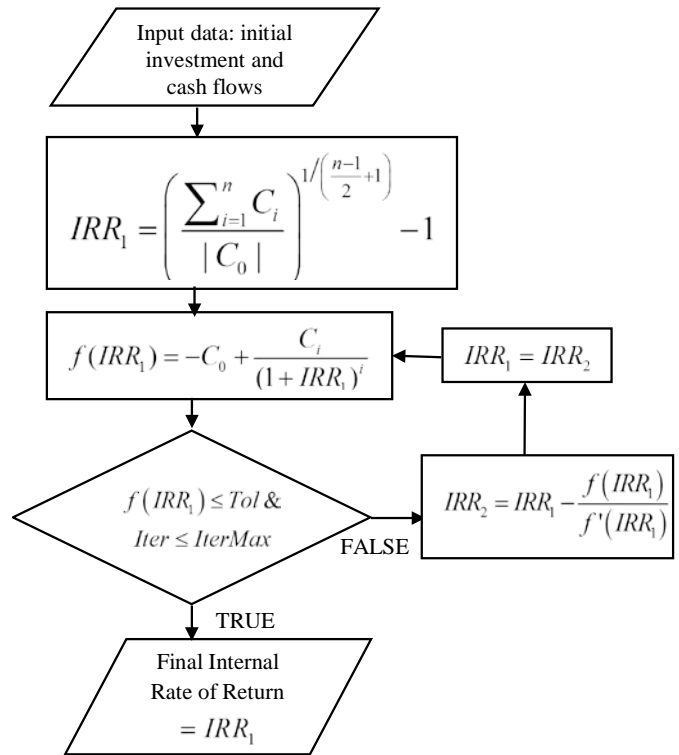 Input data: initial
investment and
cash flows
IRR₁ = ( ∑ᵢ₌₁ⁿ Cᵢ / | C₀ | )^(1/((n−1)/2 +1)) −1
f(IRR₁) = −C₀ + Cᵢ / (1 + IRR₁)ⁱ
IRR₁ = IRR₂
f(IRR₁) ≤ Tol &
Iter ≤ IterMax
FALSE
IRR₂ = IRR₁ − f(IRR₁) / f'(IRR₁)
TRUE
Final Internal
Rate of Return
= IRR₁